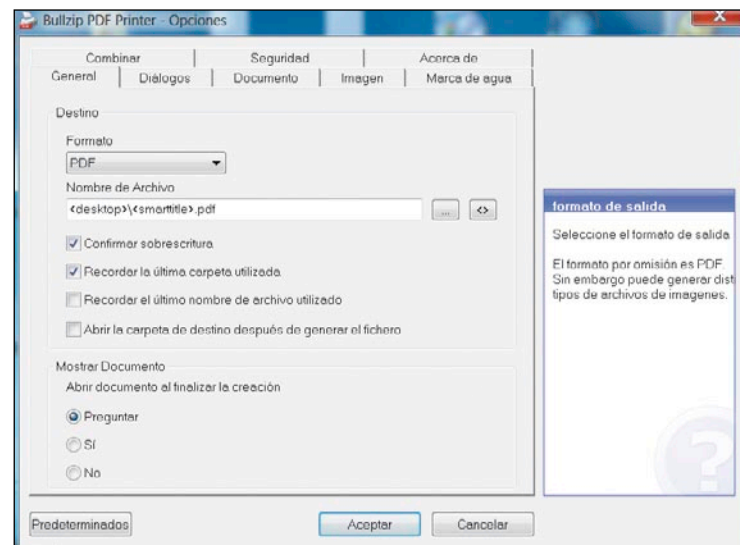 Bullzip PDF Printer - Opciones
Combinar Seguridad Acerca de
General Diálogos Documento Imagen Marca de agua
Destino
Formato
PDF
Nombre de Archivo
<desktop>\<smarttitle>.pdf ... <>
Confirmar sobrescritura
Recordar la última carpeta utilizada
Recordar el último nombre de archivo utilizado
Abrir la carpeta de destino después de generar el fichero
Mostrar Documento
Abrir documento al finalizar la creación
Preguntar
Sí
No
formato de salida
Seleccione el formato de salida
El formato por omisión es PDF.
Sin embargo puede generar dist
tipos de archivos de imagenes.
Predeterminados Aceptar Cancelar